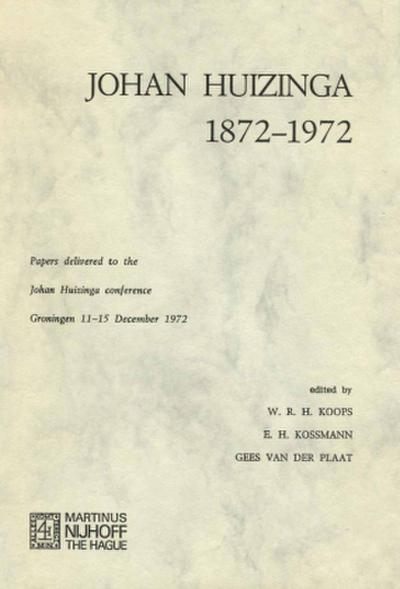 JOHAN HUIZINGA
1872–1972
Papers delivered to the
Johan Huizinga conference
Groningen 11–15 December 1972
edited by
W. R. H. KOOPS
E. H. KOSSMANN
GEES VAN DER PLAAT
MARTINUS
NIJHOFF
THE HAGUE